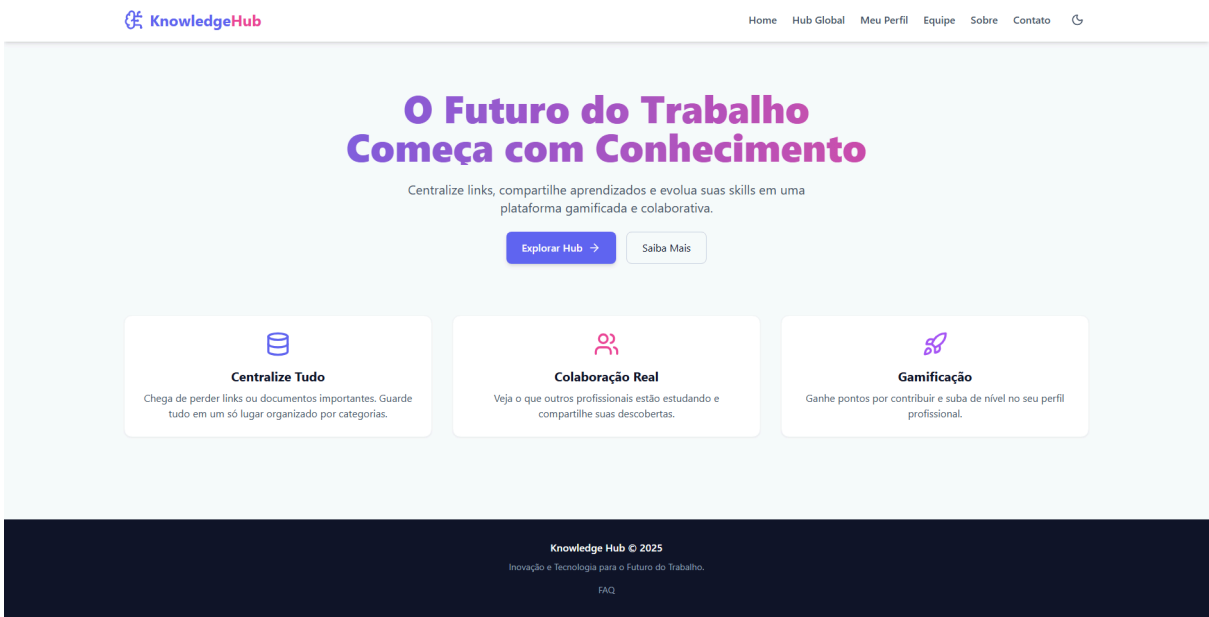 KnowledgeHub
Home Hub Global Meu Perfil Equipe Sobre Contato
O Futuro do Trabalho
Começa com Conhecimento
Centralize links, compartilhe aprendizados e evolua suas skills em uma
plataforma gamificada e colaborativa.
Explorar Hub →
Saiba Mais
Centralize Tudo
Chega de perder links ou documentos importantes. Guarde
tudo em um só lugar organizado por categorias.
Colaboração Real
Veja o que outros profissionais estão estudando e
compartilhe suas descobertas.
Gamificação
Ganhe pontos por contribuir e suba de nível no seu perfil
profissional.
Knowledge Hub © 2025
Inovação e Tecnologia para o Futuro do Trabalho.
FAQ